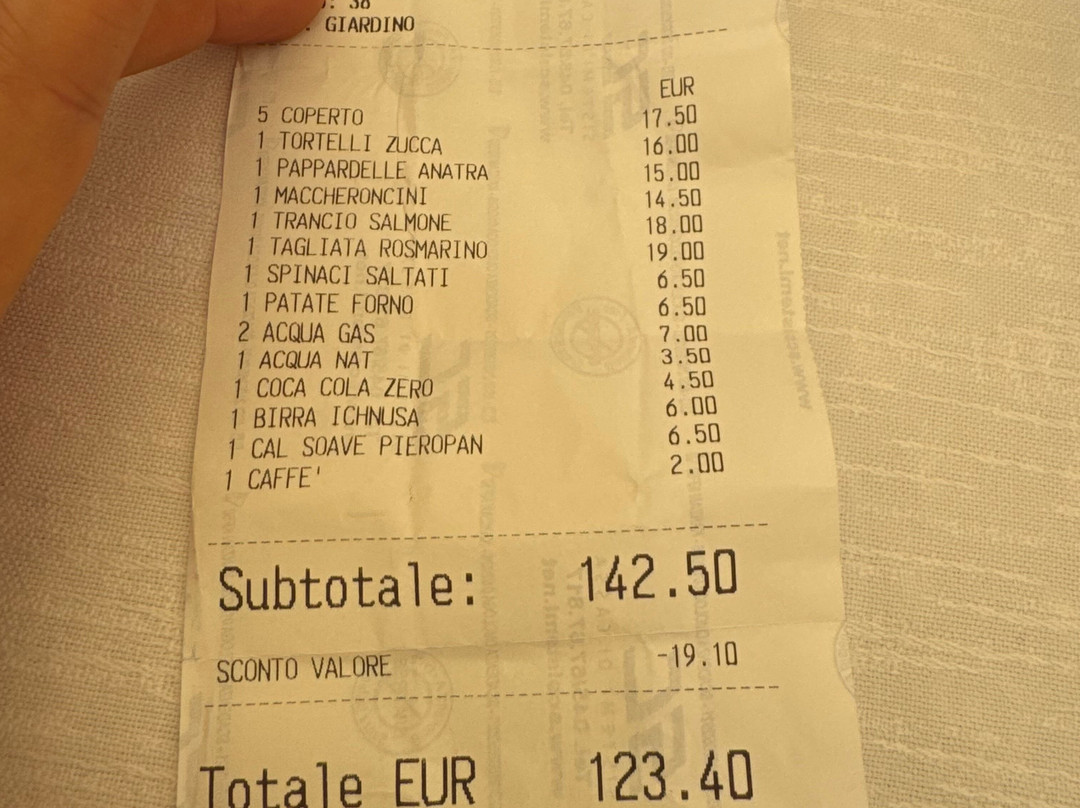 : 38
GIARDINO
EUR
5 COPERTO 17.50
1 TORTELLI ZUCCA 16.00
1 PAPPARDELLE ANATRA 15.00
1 MACCHERONCINI 14.50
1 TRANCIO SALMONE 18.00
1 TAGLIATA ROSMARINO 19.00
1 SPINACI SALTATI 6.50
1 PATATE FORNO 6.50
2 ACQUA GAS 7.00
1 ACQUA NAT 3.50
1 COCA COLA ZERO 4.50
1 BIRRA ICHNUSA 6.00
1 CAL SOAVE PIEROPAN 6.50
1 CAFFE' 2.00
Subtotale: 142.50
SCONTO VALORE -19.10
Totale EUR 123.40